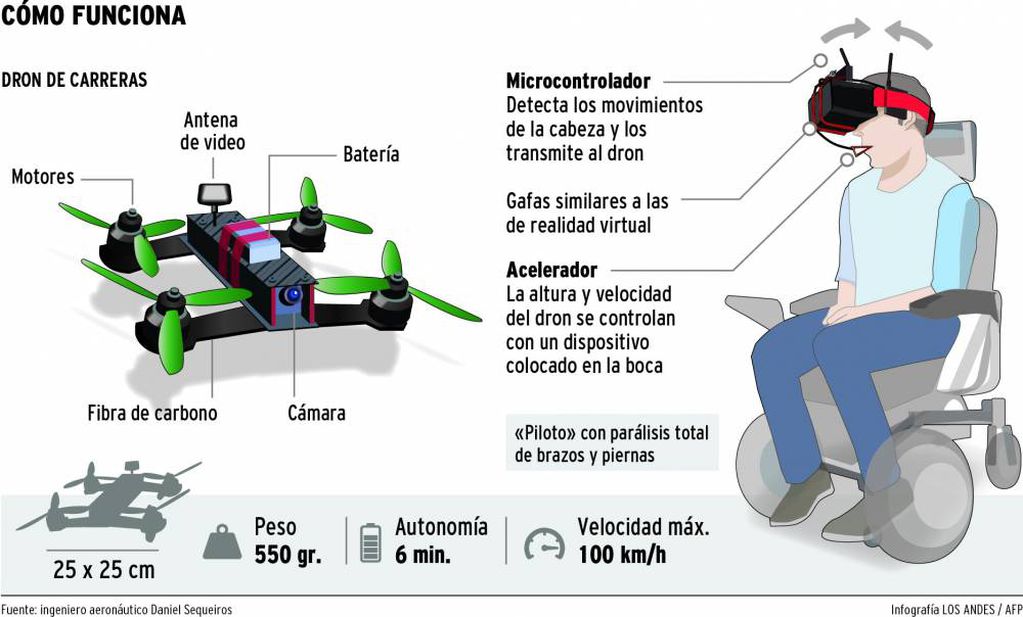 CÓMO FUNCIONA
DRON DE CARRERAS
Antena
de video
Batería
Motores
Fibra de carbono
Cámara
Microcontrolador
Detecta los movimientos
de la cabeza y los
transmite al dron
Gafas similares a las
de realidad virtual
Acelerador
La altura y velocidad
del dron se controlan
con un dispositivo
colocado en la boca
«Piloto» con parálisis total
de brazos y piernas
25 x 25 cm
Peso
550 gr.
Autonomía
6 min.
Velocidad máx.
100 km/h
Fuente: ingeniero aeronáutico Daniel Sequeiros
Infografía LOS ANDES / AFP